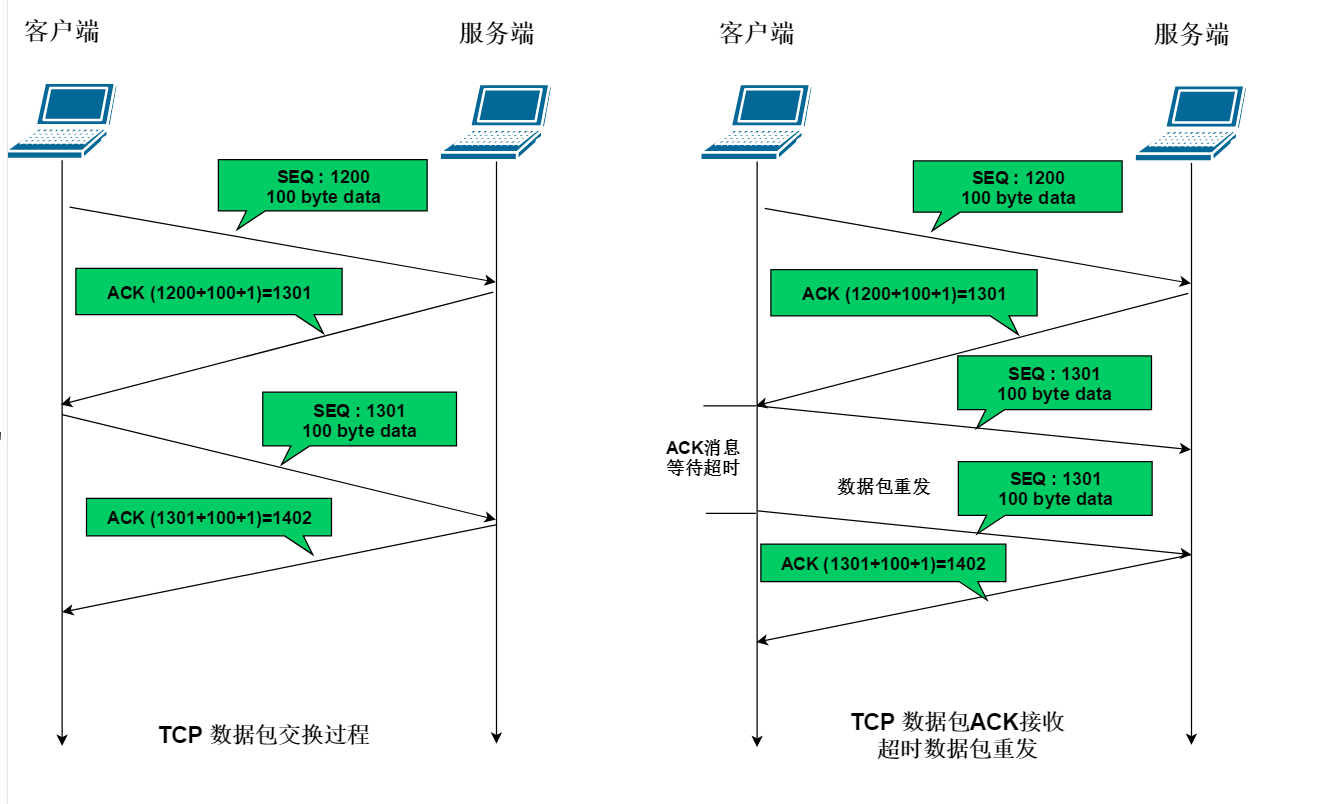 客户端
服务端
SEQ : 1200
100 byte data
ACK (1200+100+1)=1301
SEQ : 1301
100 byte data
ACK (1301+100+1)=1402
TCP 数据包交换过程
客户端
服务端
SEQ : 1200
100 byte data
ACK (1200+100+1)=1301
SEQ : 1301
100 byte data
ACK消息
等待超时
数据包重发
SEQ : 1301
100 byte data
ACK (1301+100+1)=1402
TCP 数据包ACK接收
超时数据包重发